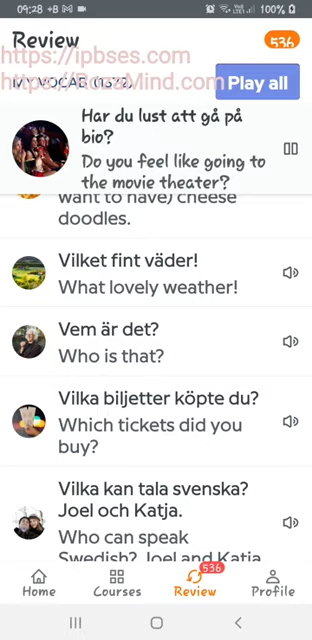 09:28
100%
Review
536
https://ipbses.com
https://RosaMind.com
MY VOCAB
Play all
Har du lust att gå på
bio?
Do you feel like going to
the movie theater?
want to have) cheese
doodles.
Vilket fint väder!
What lovely weather!
Vem är det?
Who is that?
Vilka biljetter köpte du?
Which tickets did you
buy?
Vilka kan tala svenska?
Joel och Katja.
Who can speak
Swedish? Joel and Katja
536
Home
Courses
Review
Profile